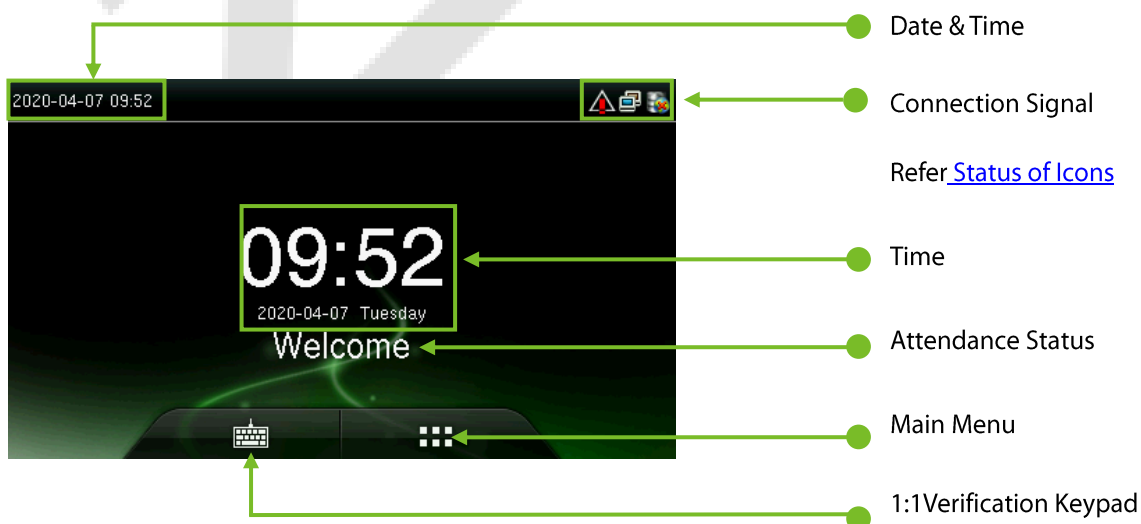 Date & Time
2020-04-07 09:52
Connection Signal
Refer Status of Icons
09:52
Time
2020-04-07 Tuesday
Welcome
Attendance Status
Main Menu
1:1Verification Keypad